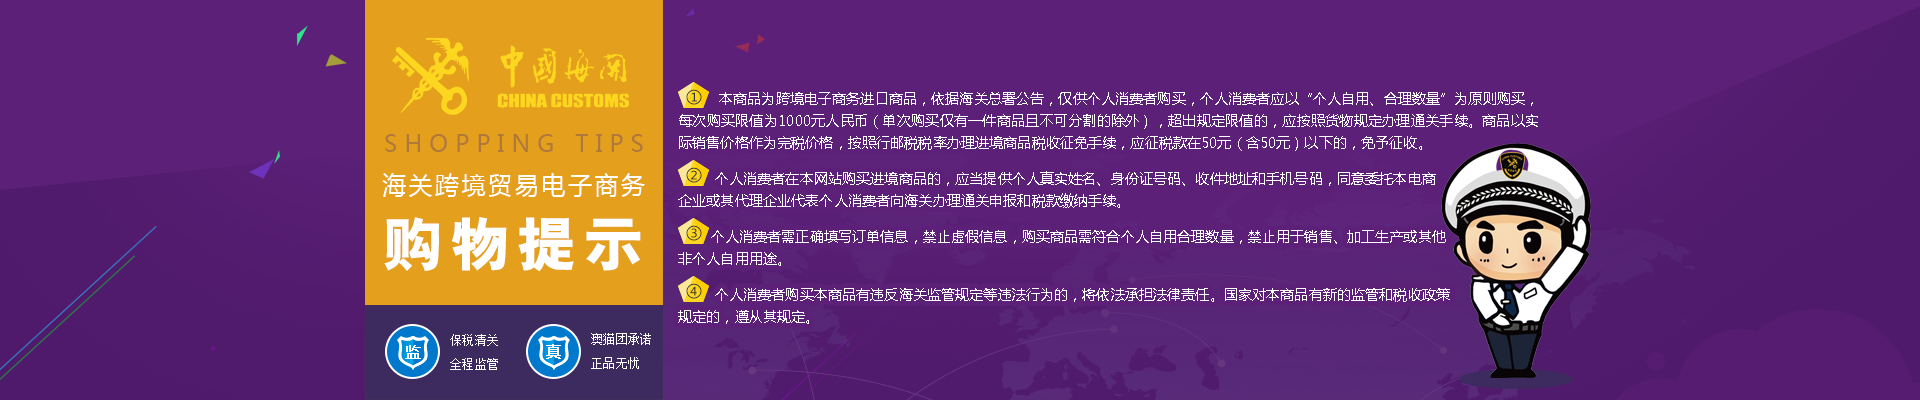 中國海關
CHINA CUSTOMS
SHOPPING TIPS
海关跨境贸易电子商务
购物提示
监
保税清关
全程监管
真
澳猫团承诺
正品无忧
① 本商品为跨境电子商务进口商品，依据海关总署公告，仅供个人消费者购买，个人消费者应以“个人自用、合理数量”为原则购买，
每次购买限值为1000元人民币（单次购买仅有一件商品且不可分割的除外），超出规定限值的，应按照货物规定办理通关手续。商品以实
际销售价格作为完税价格，按照行邮税税率办理进境商品税收征免手续，应征税款在50元（含50元）以下的，免予征收。
② 个人消费者在本网站购买进境商品的，应当提供个人真实姓名、身份证号码、收件地址和手机号码，同意委托本电商
企业或其代理企业代表个人消费者向海关办理通关申报和税款缴纳手续。
③ 个人消费者需正确填写订单信息，禁止虚假信息，购买商品需符合个人自用合理数量，禁止用于销售、加工生产或其他
非个人自用用途。
④ 个人消费者购买本商品有违反海关监管规定等违法行为的，将依法承担法律责任。国家对本商品有新的监管和税收政策
规定的，遵从其规定。